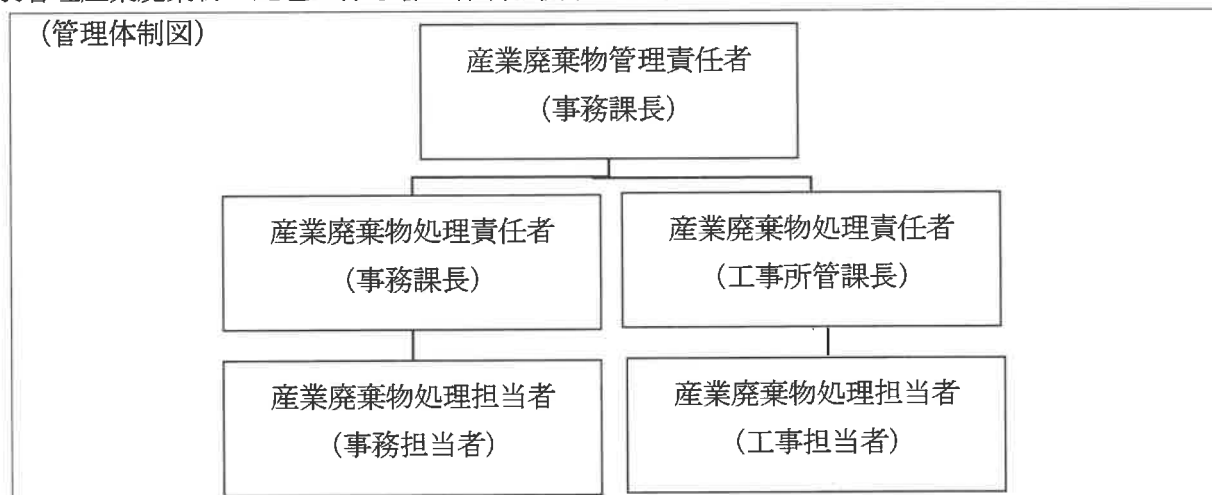 (管理体制図)
産業廃棄物管理責任者
(事務課長)
産業廃棄物処理責任者
(事務課長)
産業廃棄物処理責任者
(工事所管課長)
産業廃棄物処理担当者
(事務担当者)
産業廃棄物処理担当者
(工事担当者)